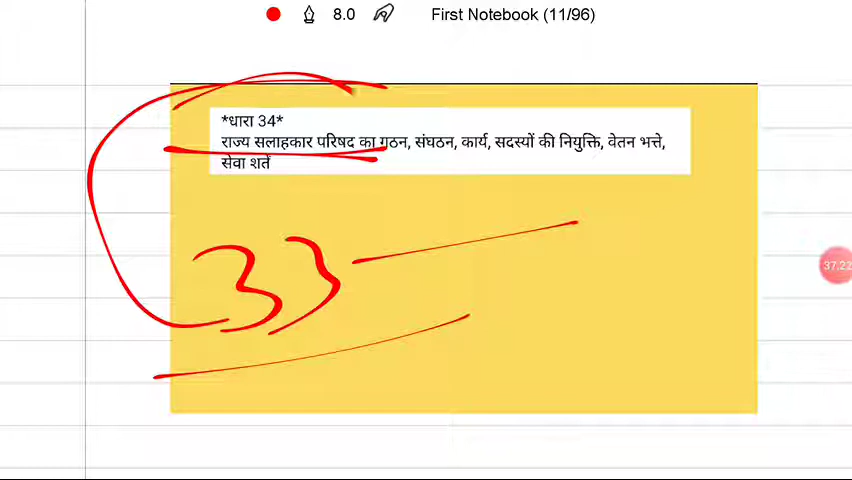 8.0 First Notebook (11/96)
*धारा 34*
राज्य सलाहकार परिषद का गठन, संघठन, कार्य, सदस्यों की नियुक्ति, वेतन भत्ते,
सेवा शर्ते
33
37:22